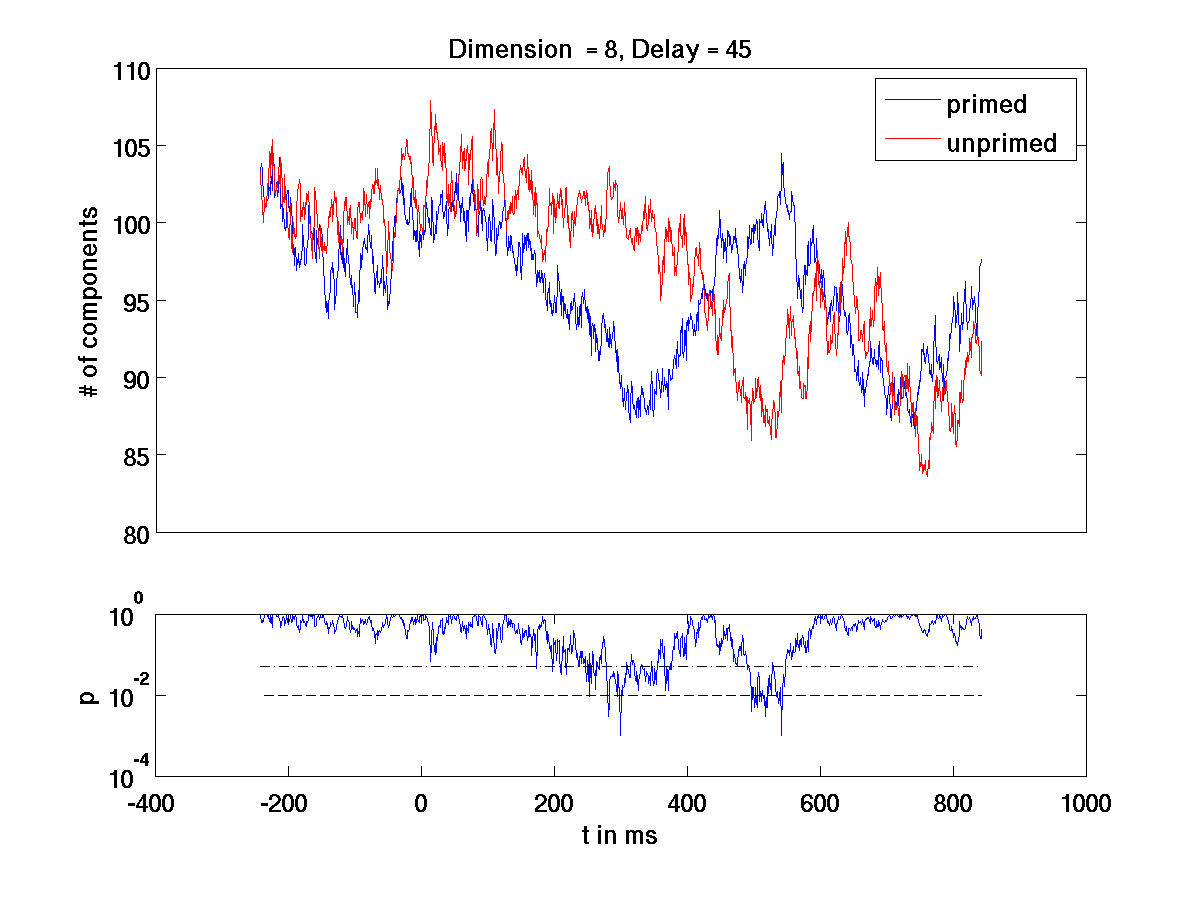 Dimension = 8, Delay = 45
110
105
100
95
90
85
80
# of components
primed
unprimed
10^0
10^-2
10^-4
p
-400 -200 0 200 400 600 800 1000
t in ms